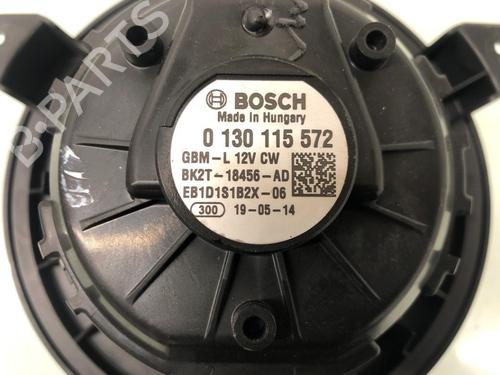 BOSCH
Made in Hungary
0 130 115 572
GBM-L 12V CW
BK2T-18456-AD
EB1D1S1B2X-06
300 19-05-14
B-PARTS